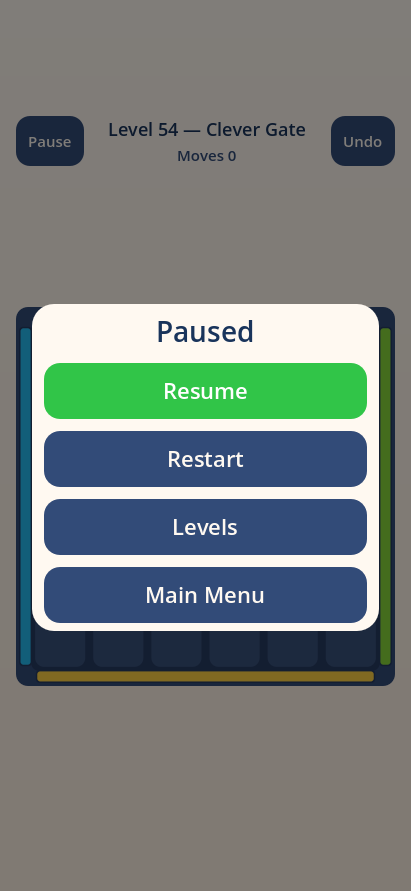 Pause
Level 54 — Clever Gate
Moves 0
Undo
Paused
Resume
Restart
Levels
Main Menu